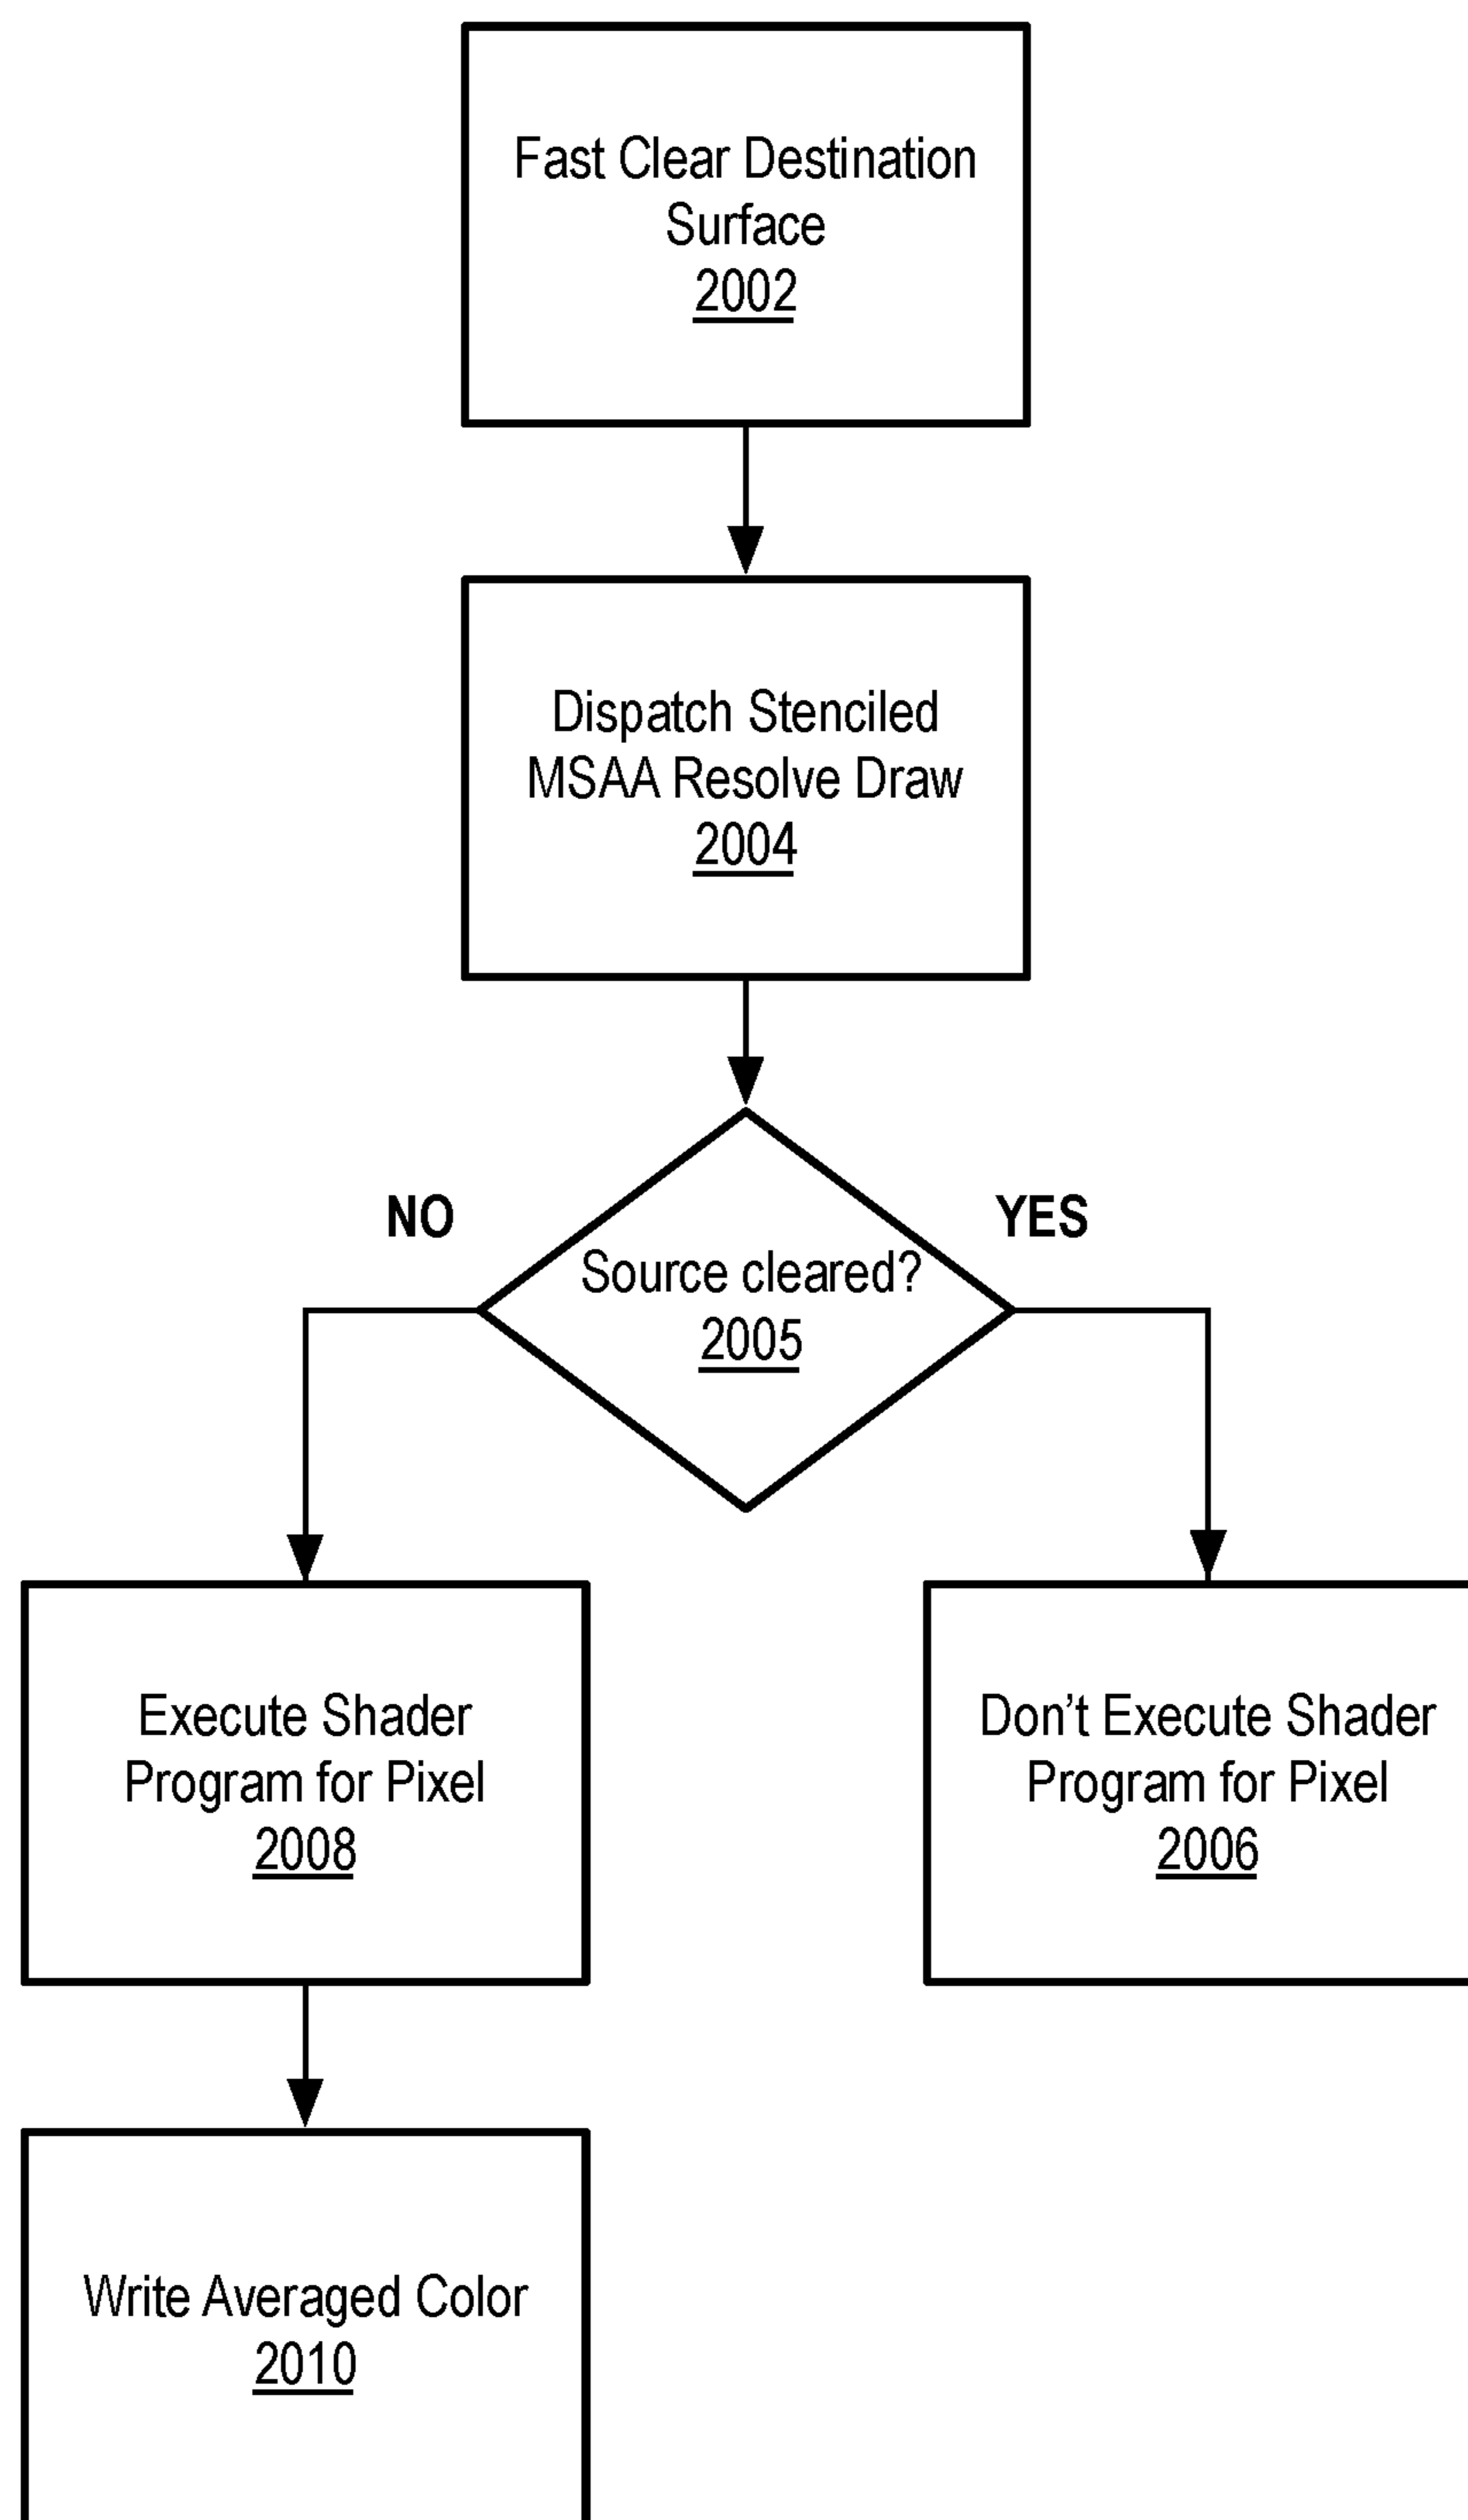 Fast Clear Destination
Surface
2002
Dispatch Stenciled
MSAA Resolve Draw
2004
NO
YES
Source cleared?
2005
Execute Shader
Program for Pixel
2008
Don't Execute Shader
Program for Pixel
2006
Write Averaged Color
2010